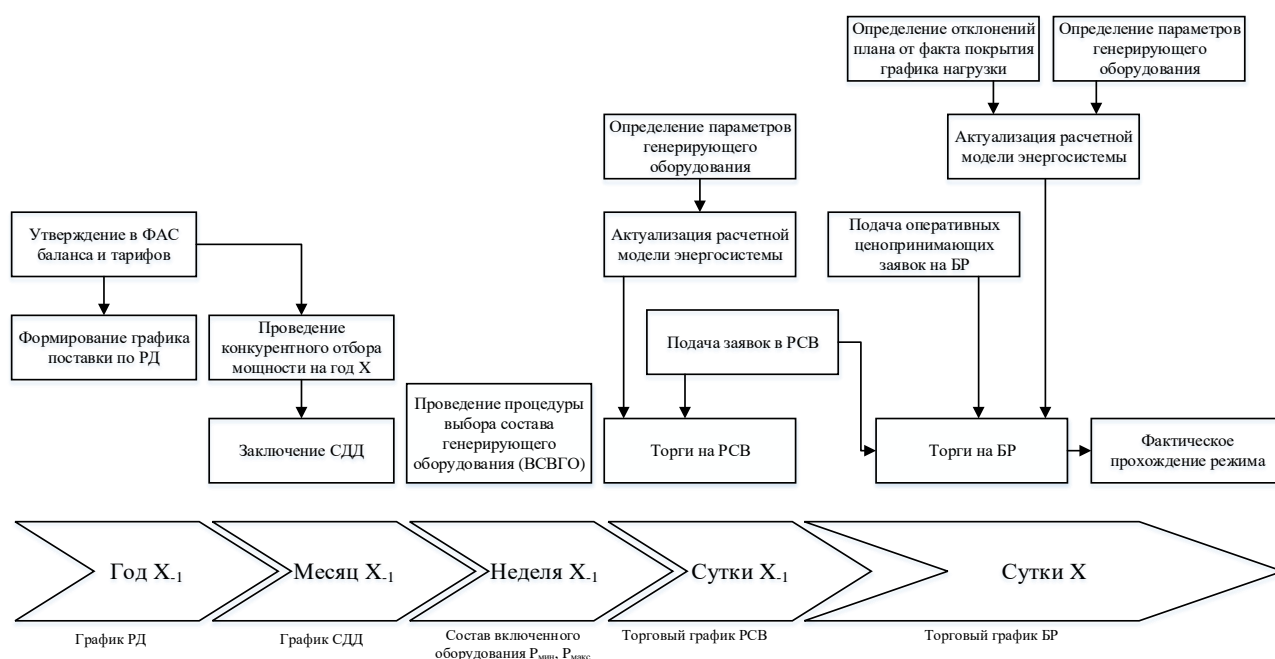 Определение отклонений
плана от факта покрытия
графика нагрузки
Определение параметров
генерирующего
оборудования
Определение параметров
генерирующего
оборудования
Актуализация расчетной
модели энергосистемы
Утверждение в ФАС
баланса и тарифов
Актуализация расчетной
модели энергосистемы
Подача оперативных
ценопринимающих
заявок на БР
Формирование графика
поставки по РД
Проведение
конкурентного отбора
мощности на год Х
Подача заявок в РСВ
Проведение процедуры
выбора состава
генерирующего
оборудования (ВСВГО)
Заключение СДД
Торги на РСВ
Торги на БР
Фактическое
прохождение режима
Год Х-1
Месяц Х-1
Неделя Х-1
Сутки Х-1
Сутки Х
График РД
График СДД
Состав включенного
оборудования Рмин, Рмакс
Торговый график РСВ
Торговый график БР